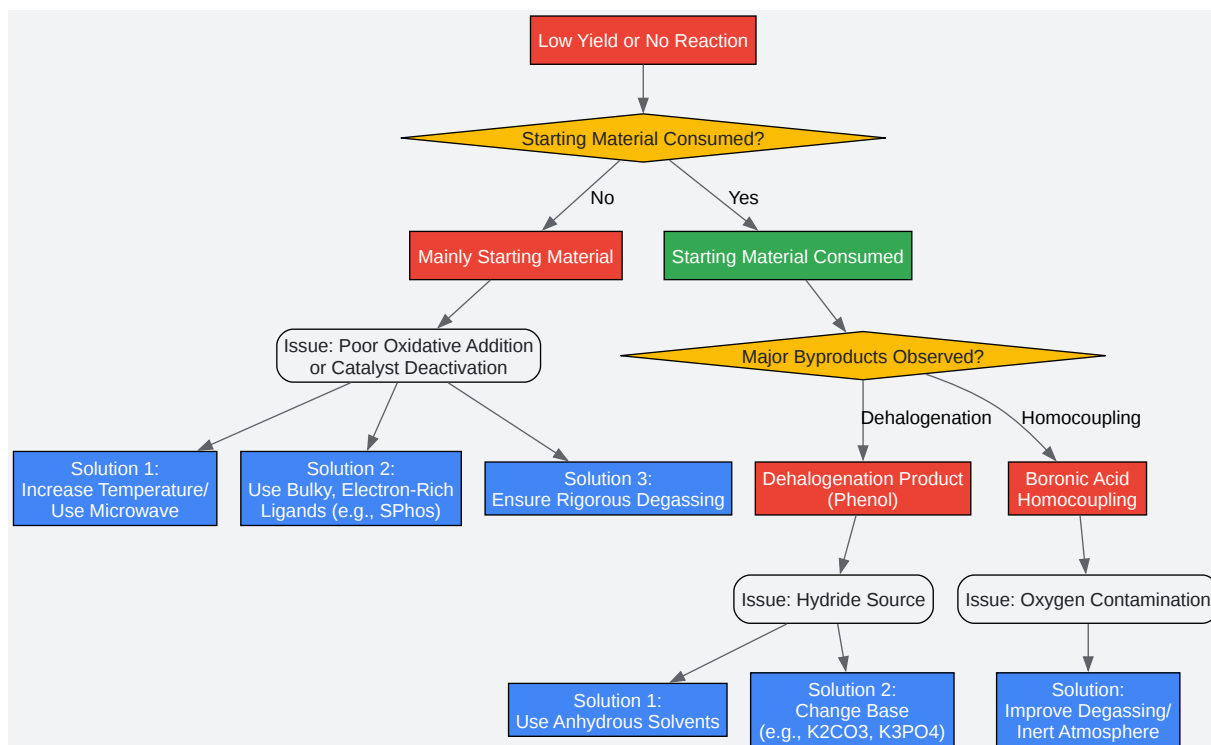 Low Yield or No Reaction
Starting Material Consumed?
No
Yes
Mainly Starting Material
Starting Material Consumed
Issue: Poor Oxidative Addition
or Catalyst Deactivation
Major Byproducts Observed?
Dehalogenation
Homocoupling
Solution 1:
Increase Temperature/
Use Microwave
Solution 2:
Use Bulky, Electron-Rich
Ligands (e.g., SPhos)
Solution 3:
Ensure Rigorous Degassing
Dehalogenation Product
(Phenol)
Boronic Acid
Homocoupling
Issue: Hydride Source
Issue: Oxygen Contamination
Solution 1:
Use Anhydrous Solvents
Solution 2:
Change Base
(e.g., K2CO3, K3PO4)
Solution:
Improve Degassing/
Inert Atmosphere